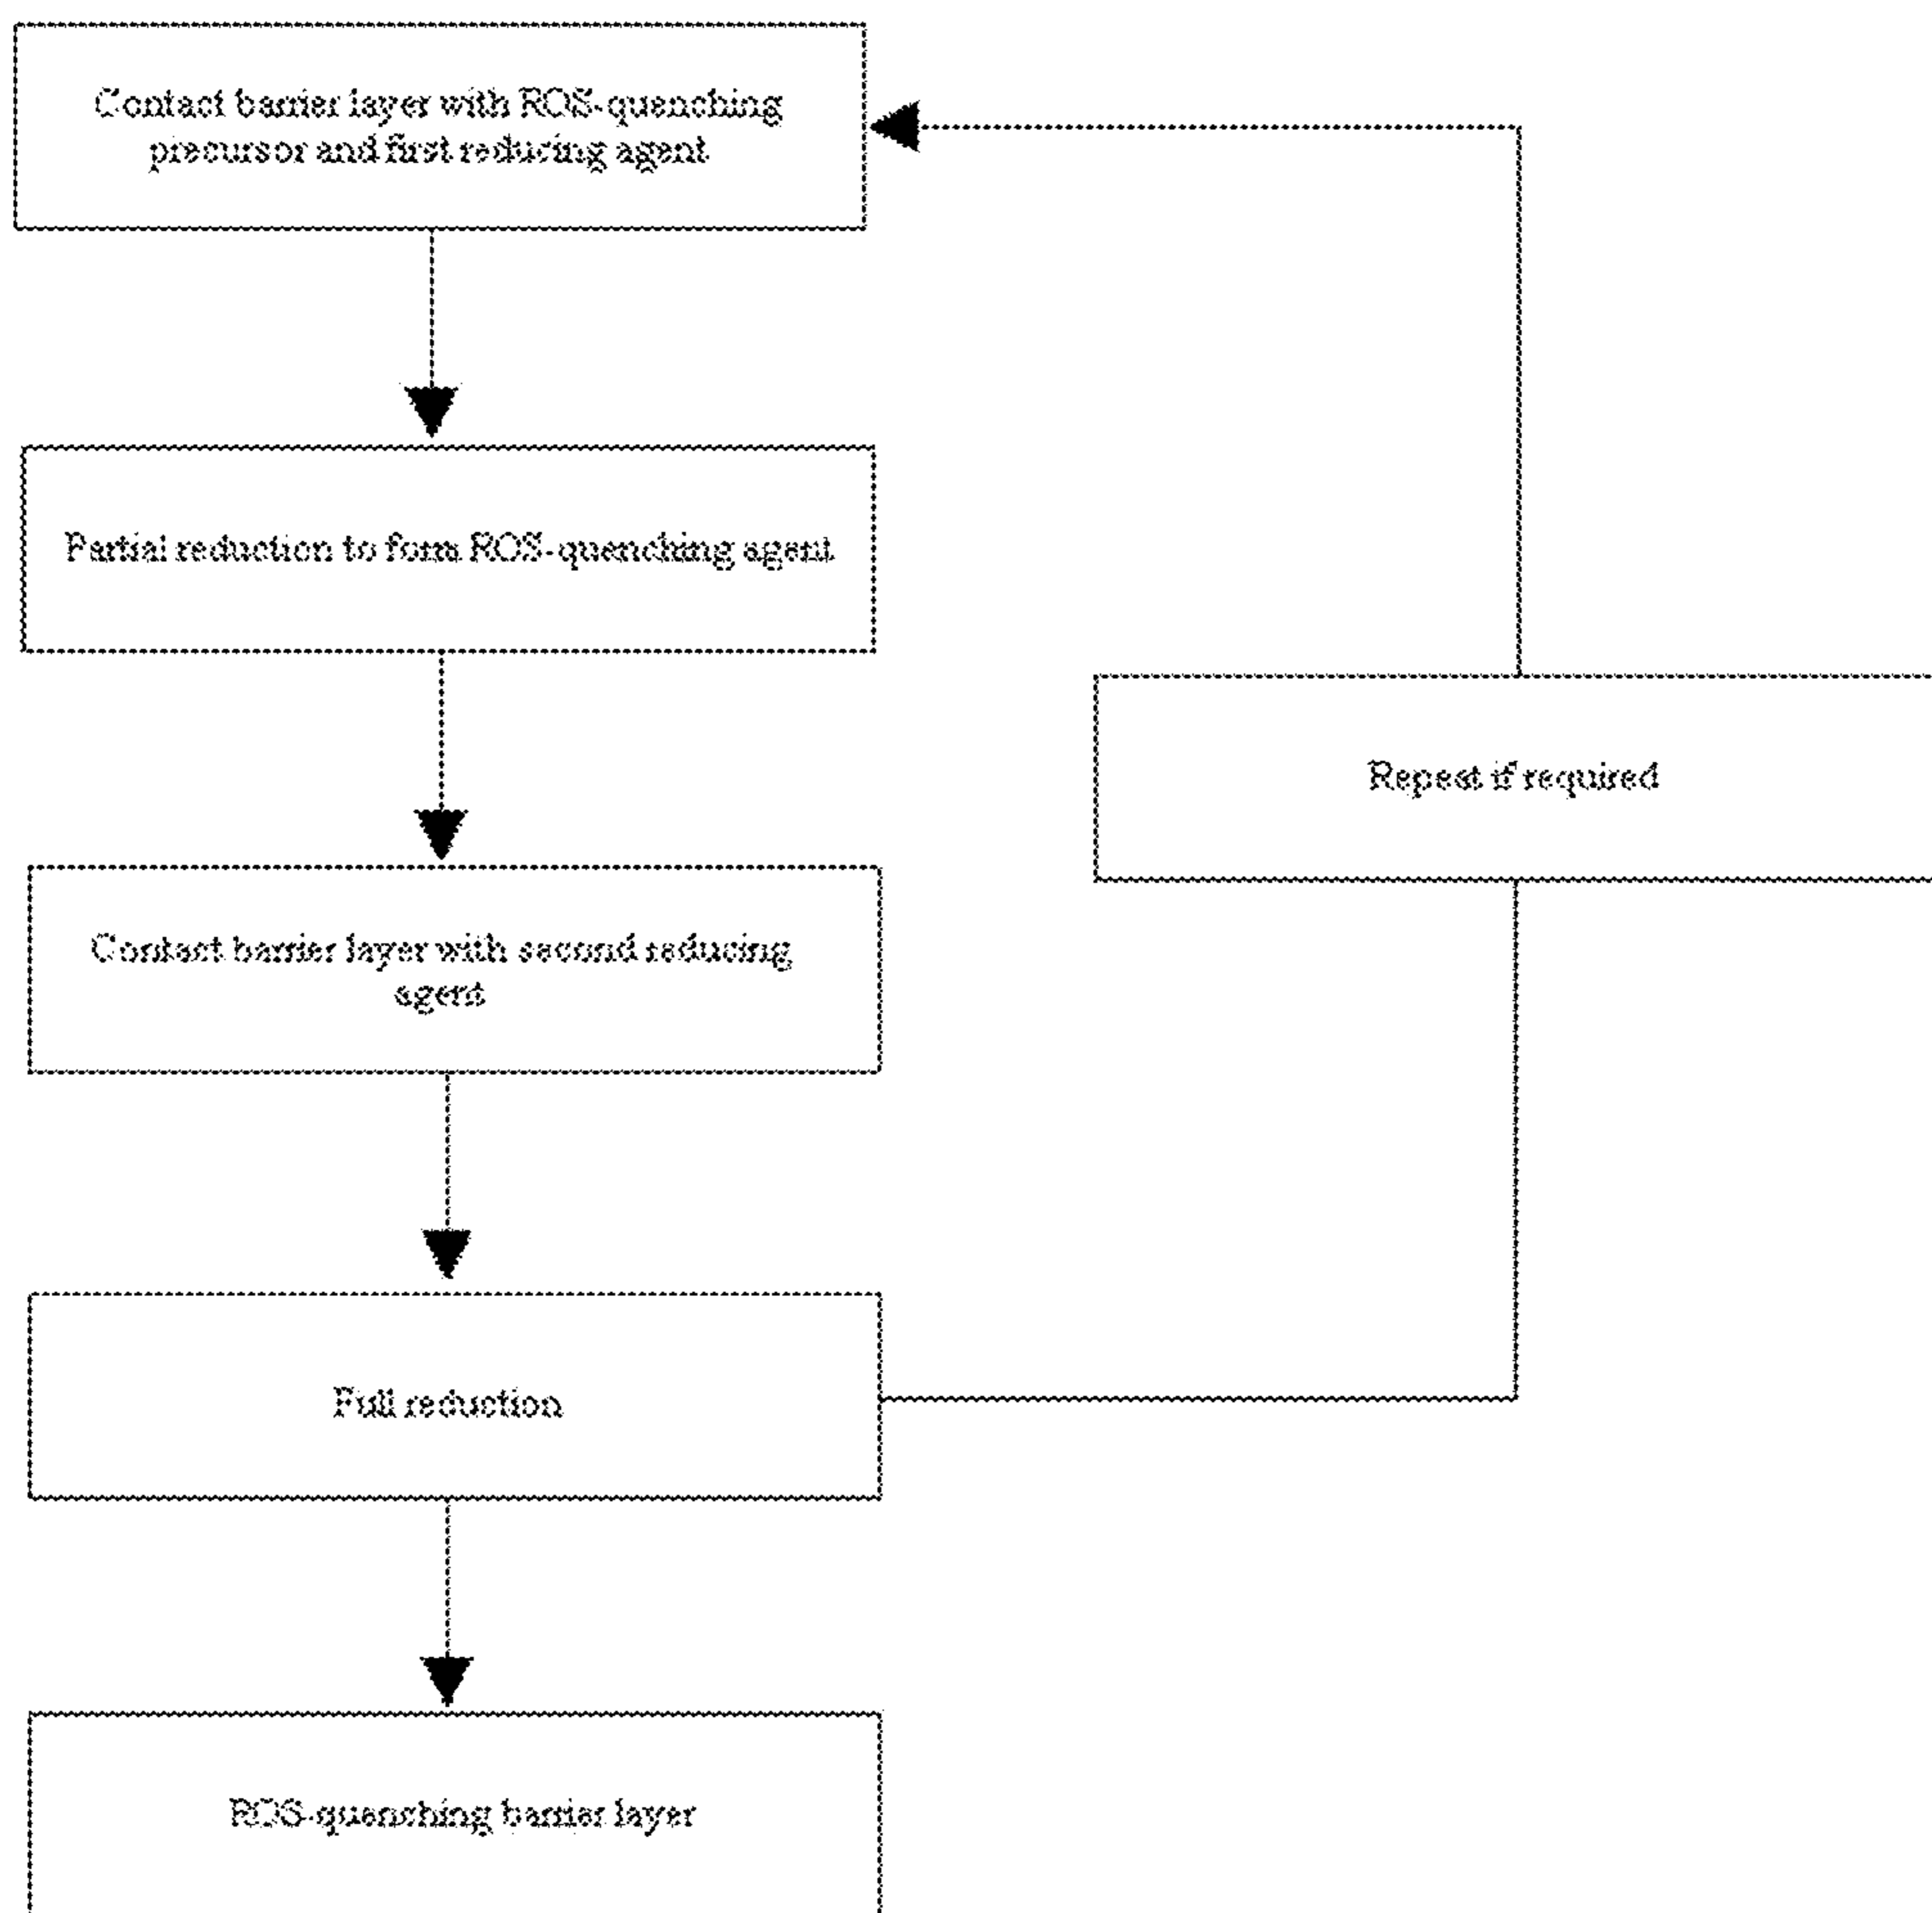 Contact barrier layer with ROS-quenching
precursor and first reducing agent
Partial reduction to form ROS-quenching agent
Repeat if required
Contact barrier layer with second reducing
agent
Full reduction
ROS-quenching barrier layer